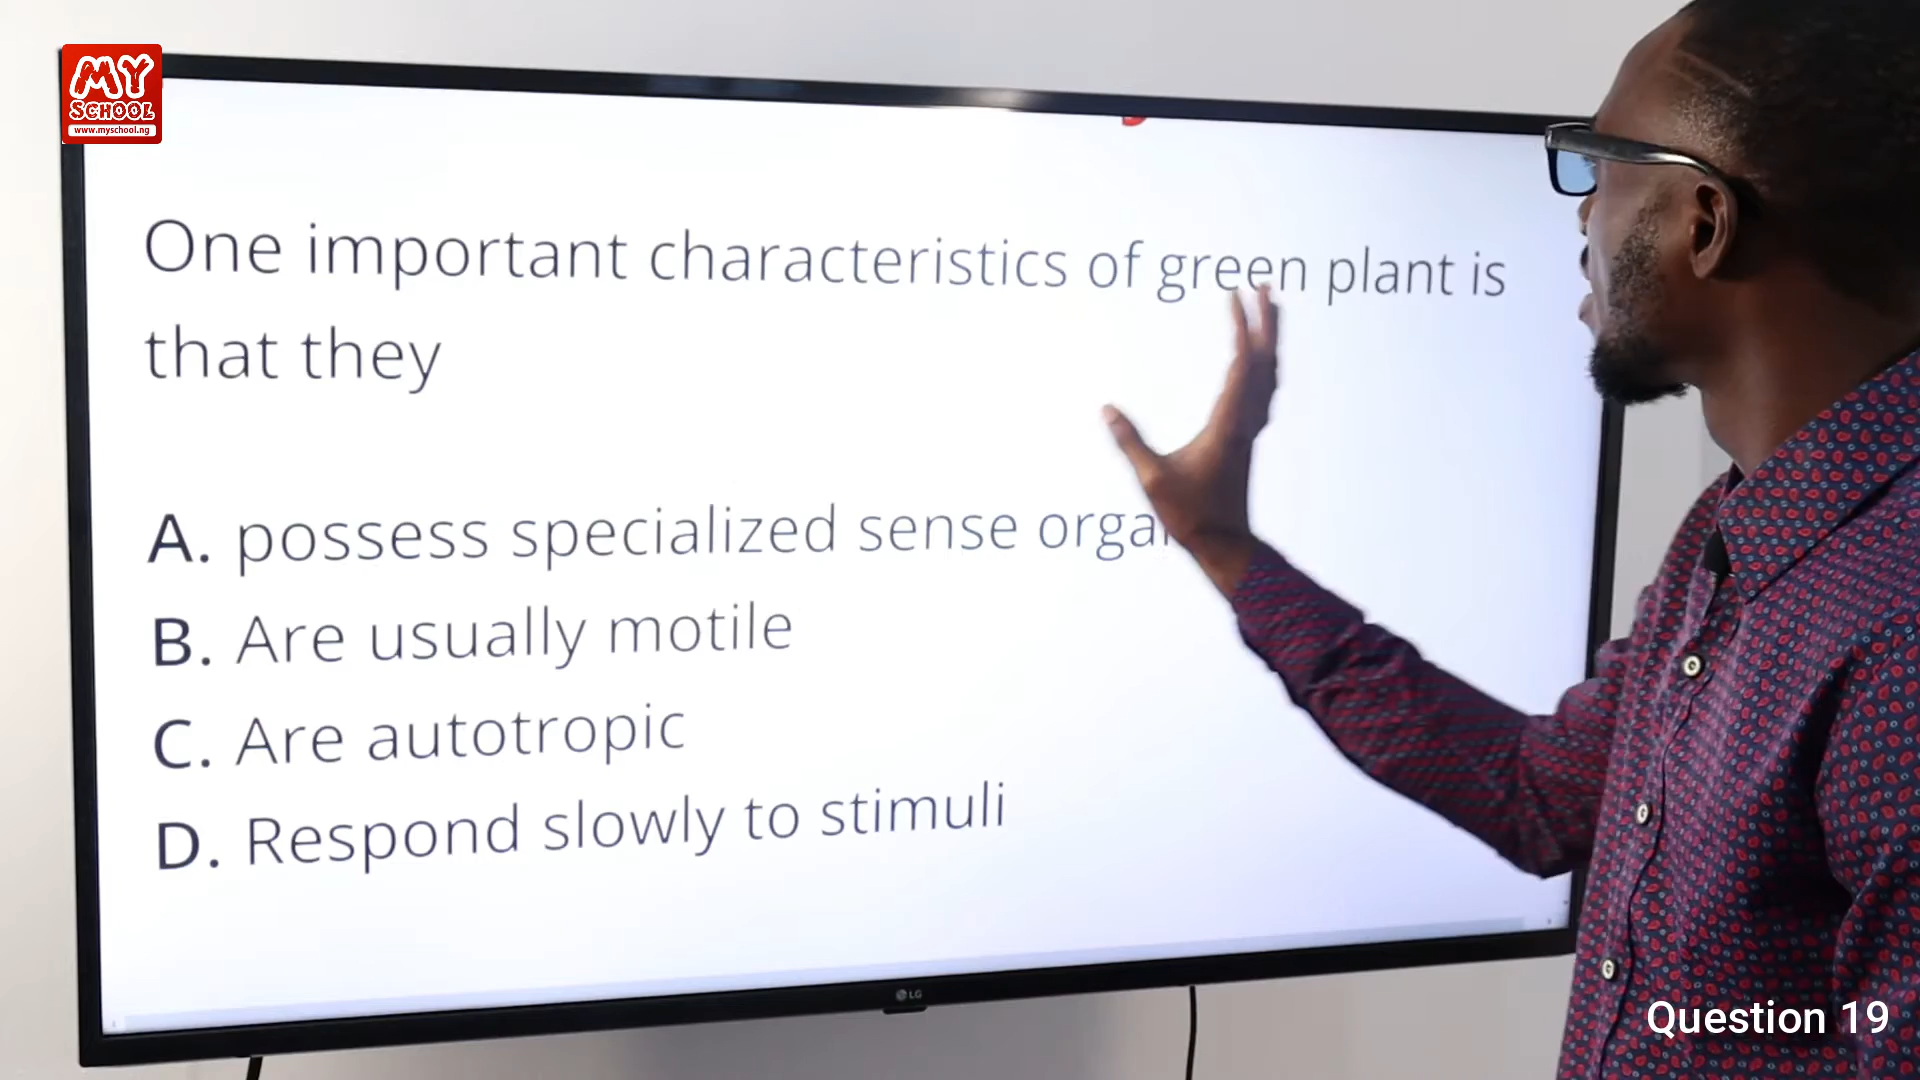 MY
SCHOOL
www.myschool.ng
One important characteristics of green plant is
that they
A. possess specialized sense
B. Are usually motile
C. Are autotropic
D. Respond slowly to stimuli
LG
Question 19